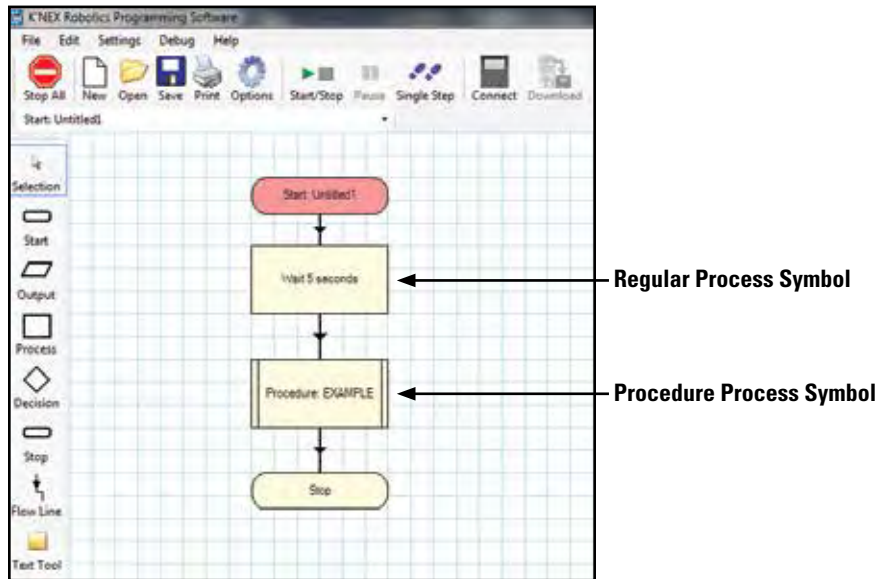 K'NEX Robotics Programming Software
File Edit Settings Debug Help
Stop All New Open Save Print Options Start/Stop Pause Single Step Connect Download
Start: Untitled1
Selection
Start
Output
Process
Decision
Stop
Flow Line
Text Tool
Start: Untitled1
Wait 5 seconds
Procedure: EXAMPLE
Stop
Regular Process Symbol
Procedure Process Symbol